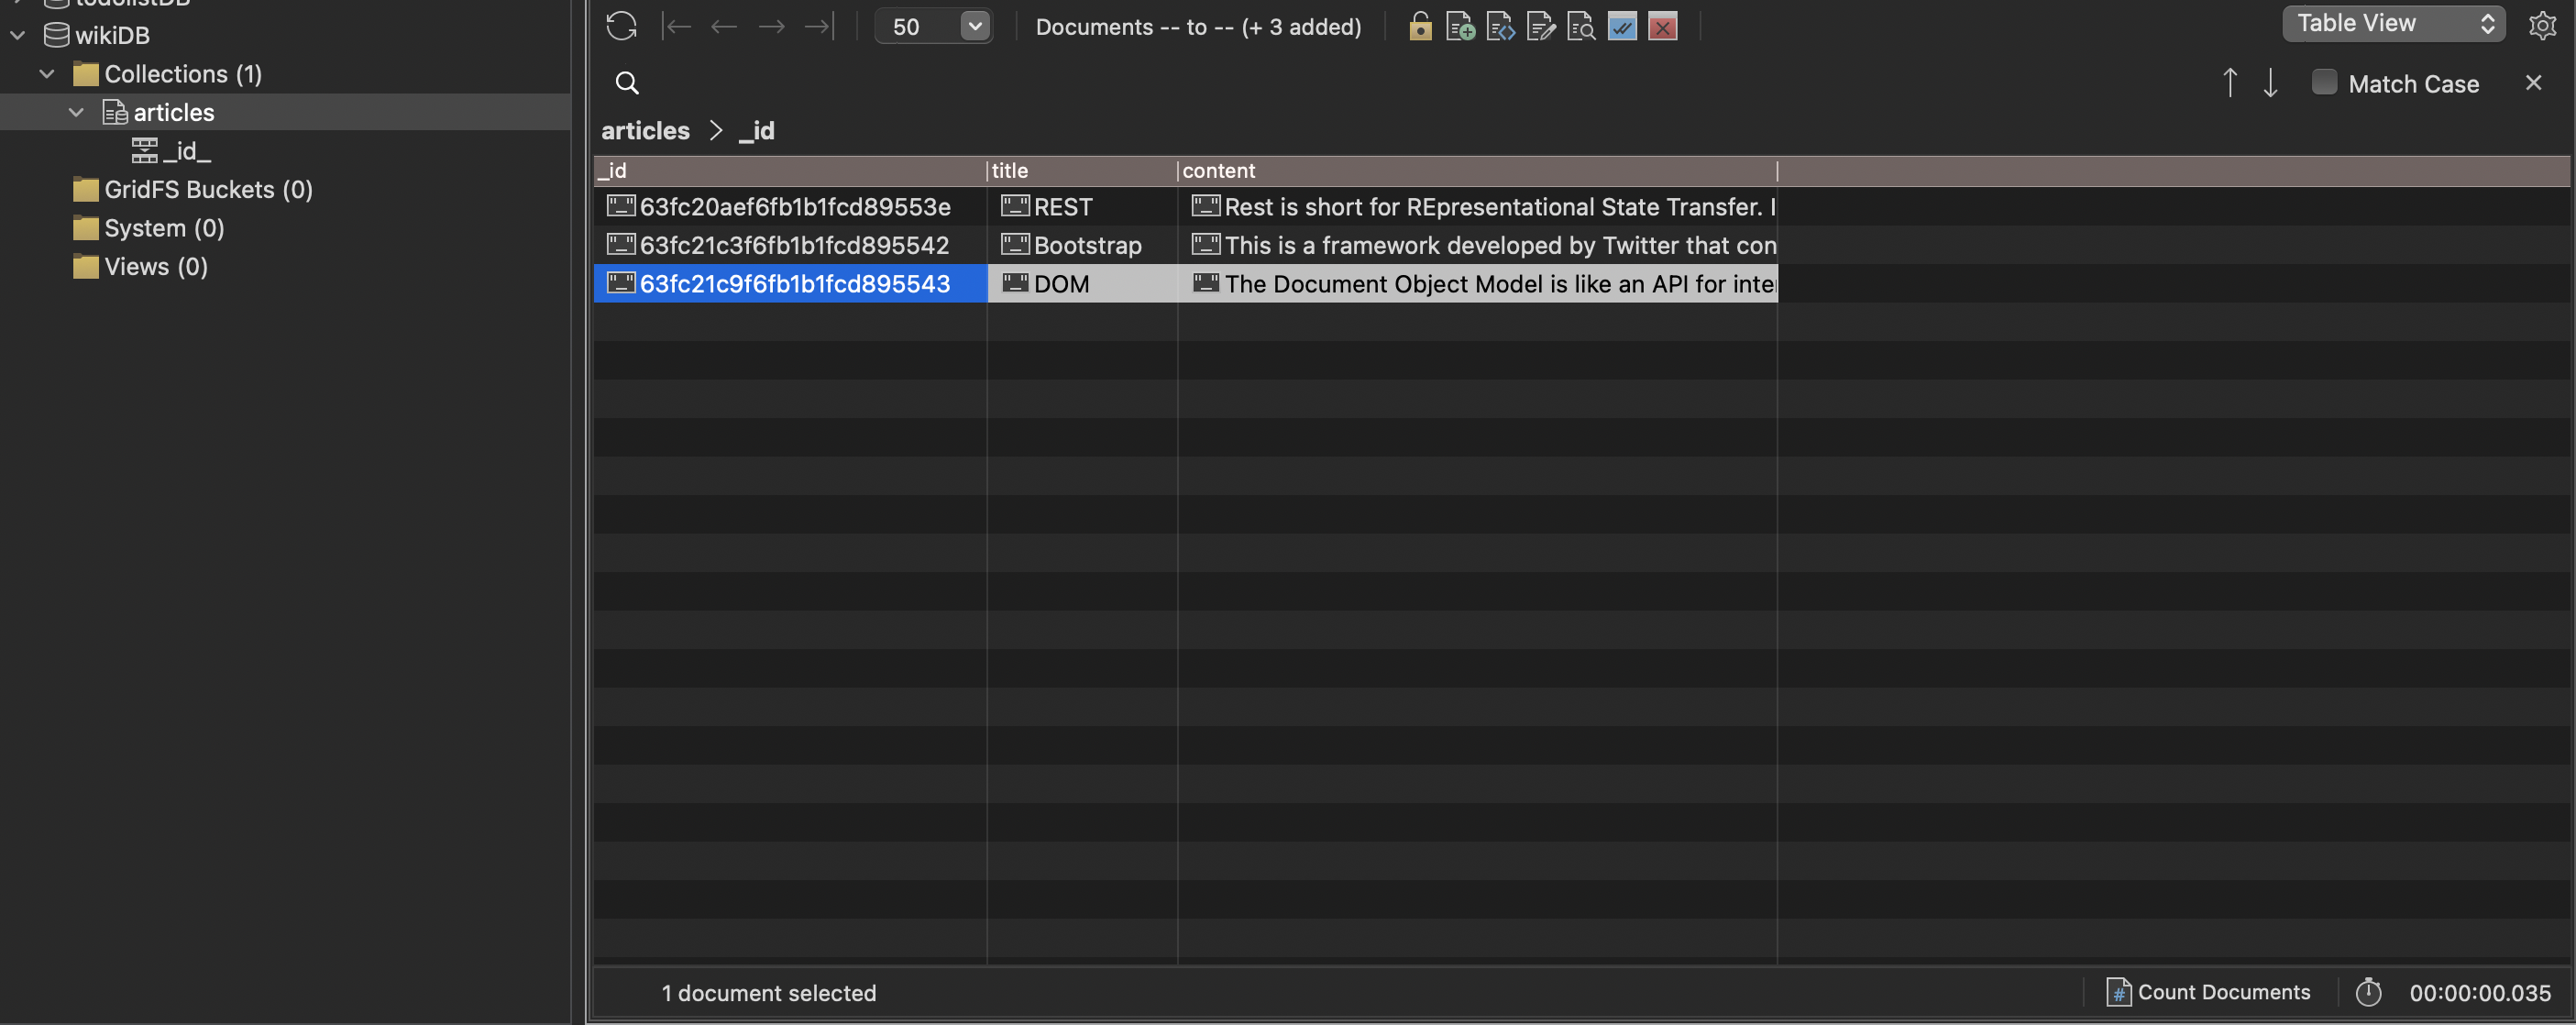 todolistDB
wikiDB
Collections (1)
articles
_id_
GridFS Buckets (0)
System (0)
Views (0)
50
Documents -- to -- (+ 3 added)
Table View
Match Case
articles > _id
_id title content
63fc20aef6fb1b1fcd89553e REST Rest is short for REpresentational State Transfer. I
63fc21c3f6fb1b1fcd895542 Bootstrap This is a framework developed by Twitter that con
63fc21c9f6fb1b1fcd895543 DOM The Document Object Model is like an API for inte
1 document selected
Count Documents
00:00:00.035